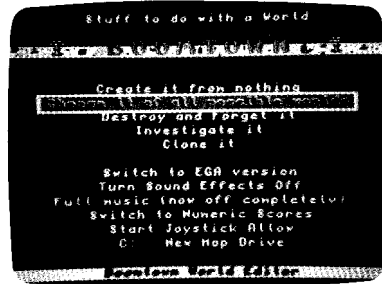 Stuff to do with a World
Create it from nothing
Destroy and Forget it
Investigate it
Clone it
Switch to EGA version
Turn Sound Effects Off
Full music (now off completely)
Switch to Numeric Scores
Start Joystick Allow
C: New Map Drive
World Editor